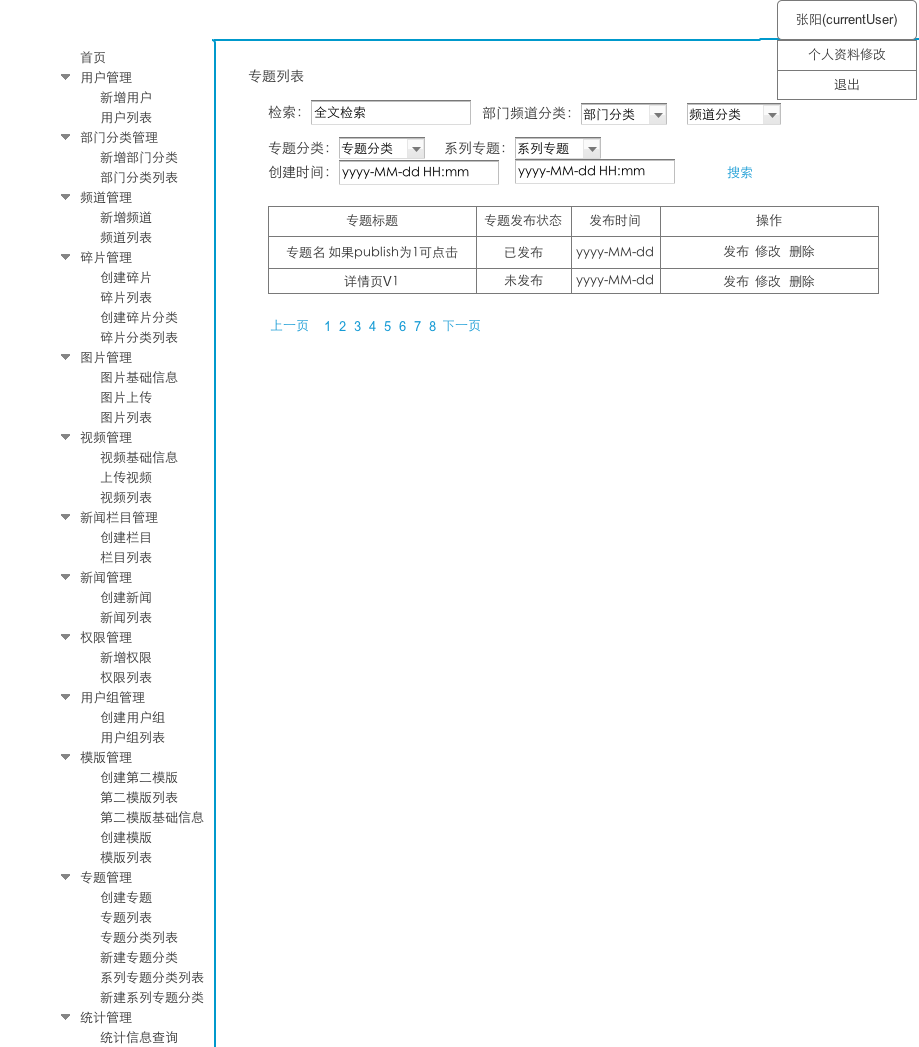 张阳(currentUser)
个人资料修改
退出
首页
用户管理
新增用户
用户列表
部门分类管理
新增部门分类
部门分类列表
频道管理
新增频道
频道列表
碎片管理
创建碎片
碎片列表
创建碎片分类
碎片分类列表
图片管理
图片基础信息
图片上传
图片列表
视频管理
视频基础信息
上传视频
视频列表
新闻栏目管理
创建栏目
栏目列表
新闻管理
创建新闻
新闻列表
权限管理
新增权限
权限列表
用户组管理
创建用户组
用户组列表
模版管理
创建第二模版
第二模版列表
第二模版基础信息
创建模版
模版列表
专题管理
创建专题
专题列表
专题分类列表
新建专题分类
系列专题分类列表
新建系列专题分类
统计管理
统计信息查询
专题列表
检索： 全文检索 部门频道分类： 部门分类 频道分类
专题分类： 专题分类 系列专题： 系列专题
创建时间： yyyy-MM-dd HH:mm yyyy-MM-dd HH:mm 搜索
专题标题 专题发布状态 发布时间 操作
专题名 如果publish为1可点击 已发布 yyyy-MM-dd 发布 修改 删除
详情页V1 未发布 yyyy-MM-dd 发布 修改 删除
上一页 1 2 3 4 5 6 7 8 下一页